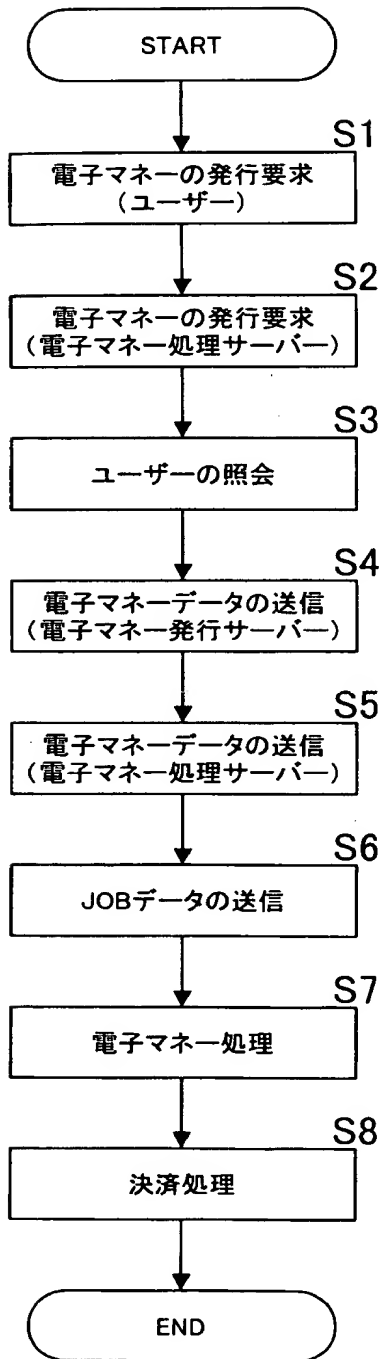 START
S1
電子マネーの発行要求
(ユーザー)
S2
電子マネーの発行要求
(電子マネー処理サーバー)
S3
ユーザーの照会
S4
電子マネーデータの送信
(電子マネー発行サーバー)
S5
電子マネーデータの送信
(電子マネー処理サーバー)
S6
JOBデータの送信
S7
電子マネー処理
S8
決済処理
END